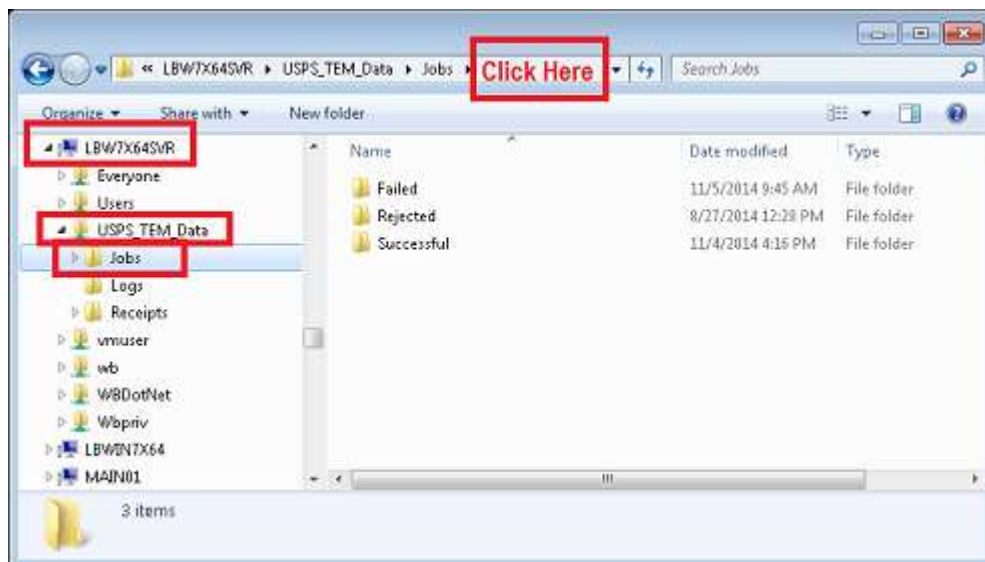 « LBW7X64SVR ▸ USPS_TEM_Data ▸ Jobs ▸ Click Here Search Jobs
Organize Share with New folder
LBW7X64SVR
Everyone
Users
USPS_TEM_Data
Jobs
Logs
Receipts
vmuser
wb
WBDotNet
Wbpriv
LBWIN7X64
MAIN01
Name Date modified Type
Failed 11/5/2014 9:45 AM File folder
Rejected 8/27/2014 12:28 PM File folder
Successful 11/4/2014 4:16 PM File folder
3 items